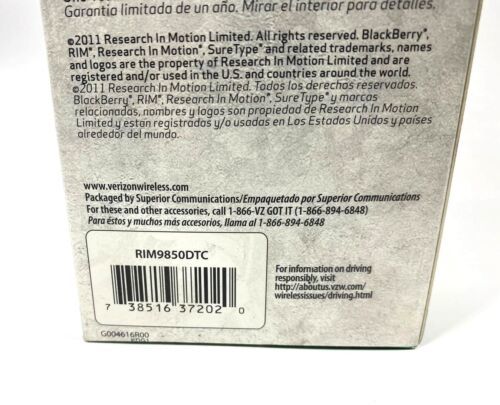 Garantía limitada de un año. Mirar el interior para detalles.
©2011 Research In Motion Limited. All rights reserved. BlackBerry®,
RIM®, Research In Motion®, SureType® and related trademarks, names
and logos are the property of Research In Motion Limited and are
registered and/or used in the U.S. and countries around the world.
©2011 Research In Motion Limited. Todos los derechos reservados.
BlackBerry®, RIM®, Research In Motion®, SureType® y marcas
relacionadas, nombres y logos son propiedad de Research In Motion
Limited y están registrados y/o usadas en Los Estados Unidos y países
alrededor del mundo.
www.verizonwireless.com
Packaged by Superior Communications/Empaquetado por Superior Communications
For these and other accessories, call 1-866-VZ GOT IT (1-866-894-6848)
Para éstos y muchos más accesorios, llama al 1-866-894-6848
RIM9850DTC
7 38516 37202 0
G004616R00
For information on driving
responsibly, visit
http://aboutus.vzw.com/
wirelessissues/driving.html